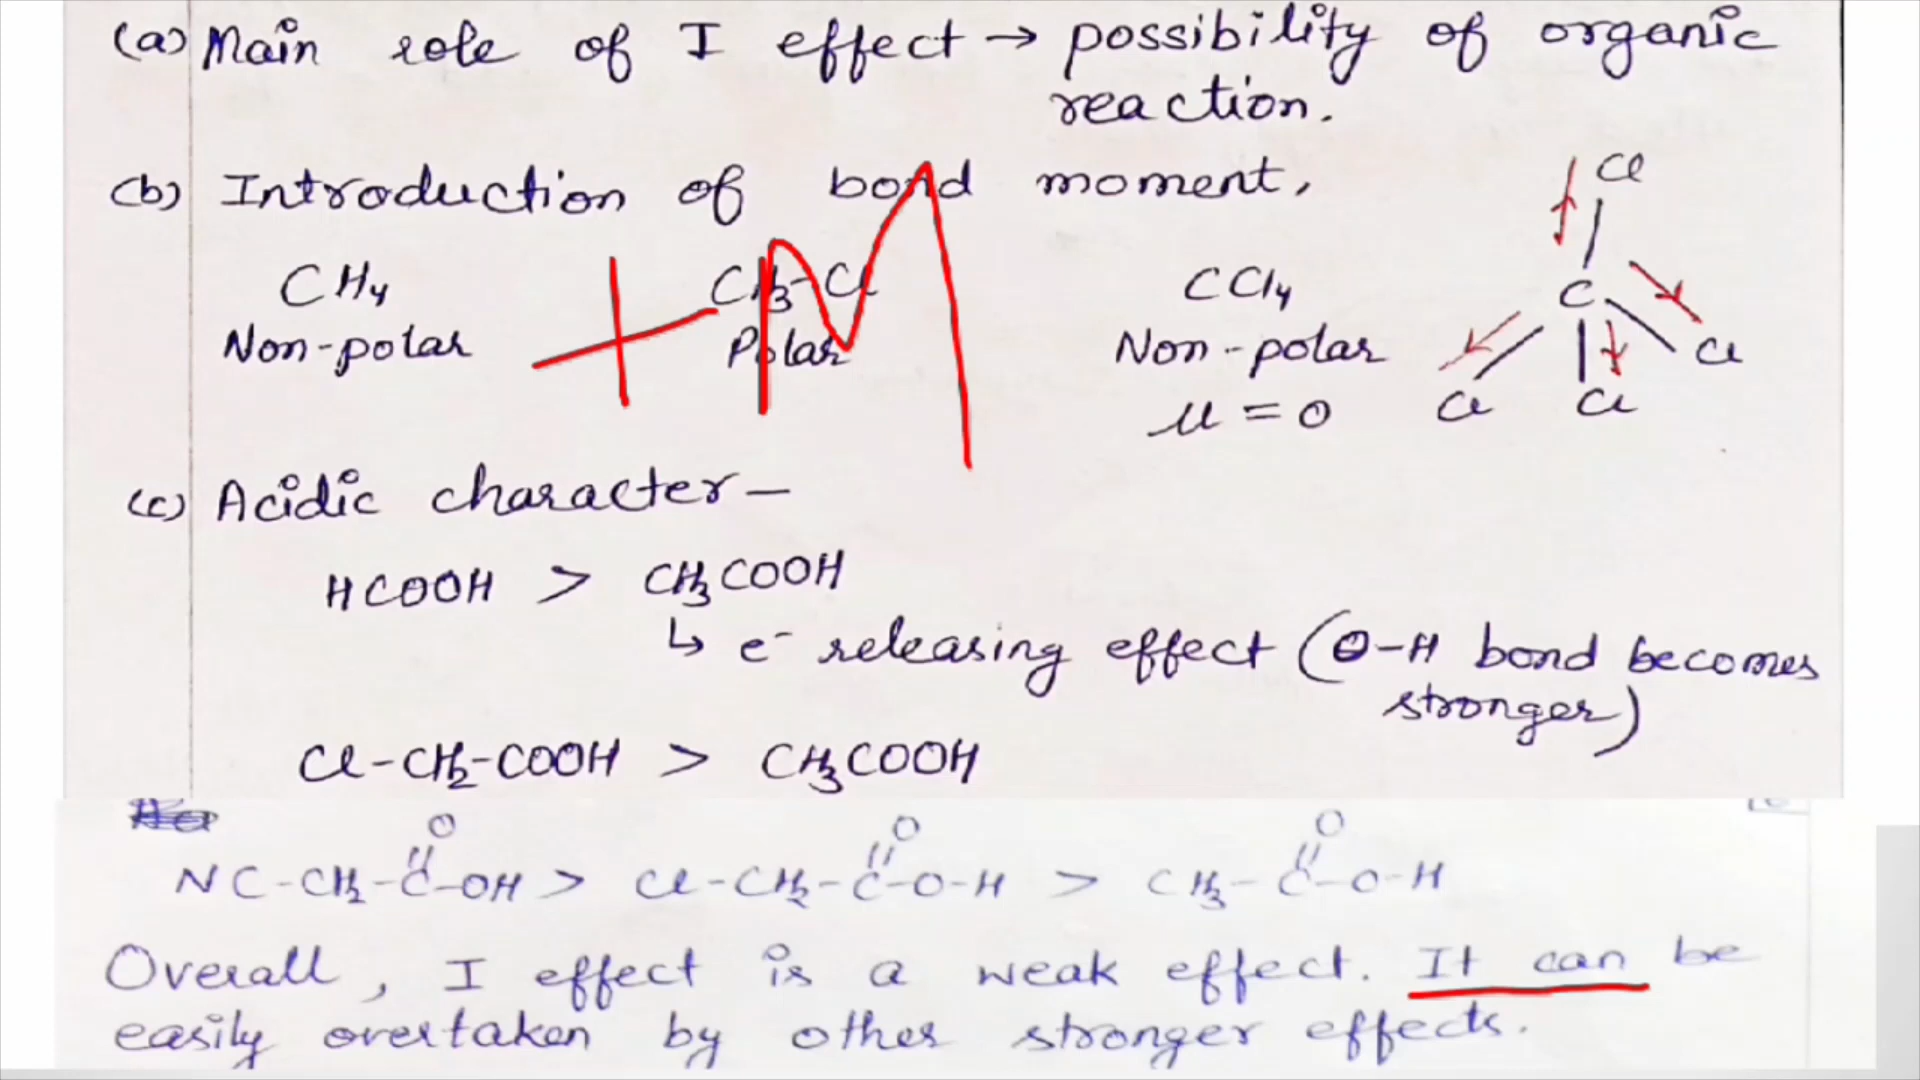 (a) Main role of I effect → possibility of organic
reaction.
(b) Introduction of bond moment,
CH₄ CH₃-Cl CCl₄
Non-polar Polar Non-polar
μ = 0
Cl
C
Cl Cl Cl
+M
(c) Acidic character —
HCOOH > CH₃COOH
↳ e⁻ releasing effect (O-H bond becomes
stronger)
Cl-CH₂-COOH > CH₃COOH
O O O
NC-CH₂-C-OH > Cl-CH₂-C-O-H > CH₃-C-O-H
Overall, I effect is a weak effect. It can be
easily overtaken by other stronger effects.